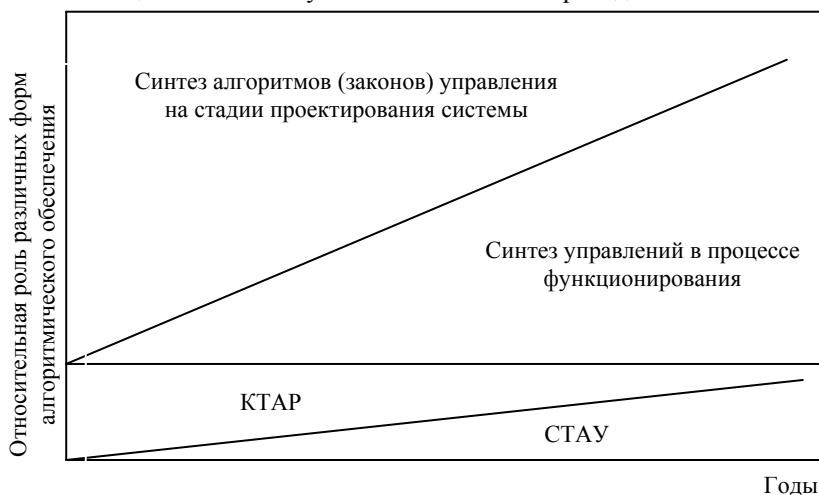 Синтез алгоритмов (законов) управления
на стадии проектирования системы
Относительная роль различных форм
алгоритмического обеспечения
Синтез управлений в процессе
функционирования
КТАР
СТАУ
Годы